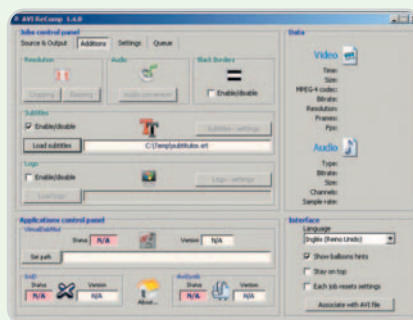 AVI ReComp 1.4.0
Jobs control panel
Source & Output Additions Settings Queue
Resolution Audio Black Borders
Cropping Resizing Audio conversion Enable/disable
Subtitles
Enable/disable Subtitles - settings
Load subtitles C:\Temp\subtitulos.srt
Logo
Enable/disable Logo - settings
Load logo
Applications control panel
VirtualDubMod
Status N/A Version N/A
Set path
XviD AviSynth
Status Version Status Version
N/A N/A About... N/A N/A
Data
Video
Time:
Size:
MPEG-4 codec:
Bitrate:
Resolution:
Frames:
Fps:
Audio
Type:
Bitrate:
Size:
Channels:
Sample rate:
Interface
Language
Inglés (Reino Unido)
Show balloons hints
Stay on top
Each job resets settings
Associate with AVI file